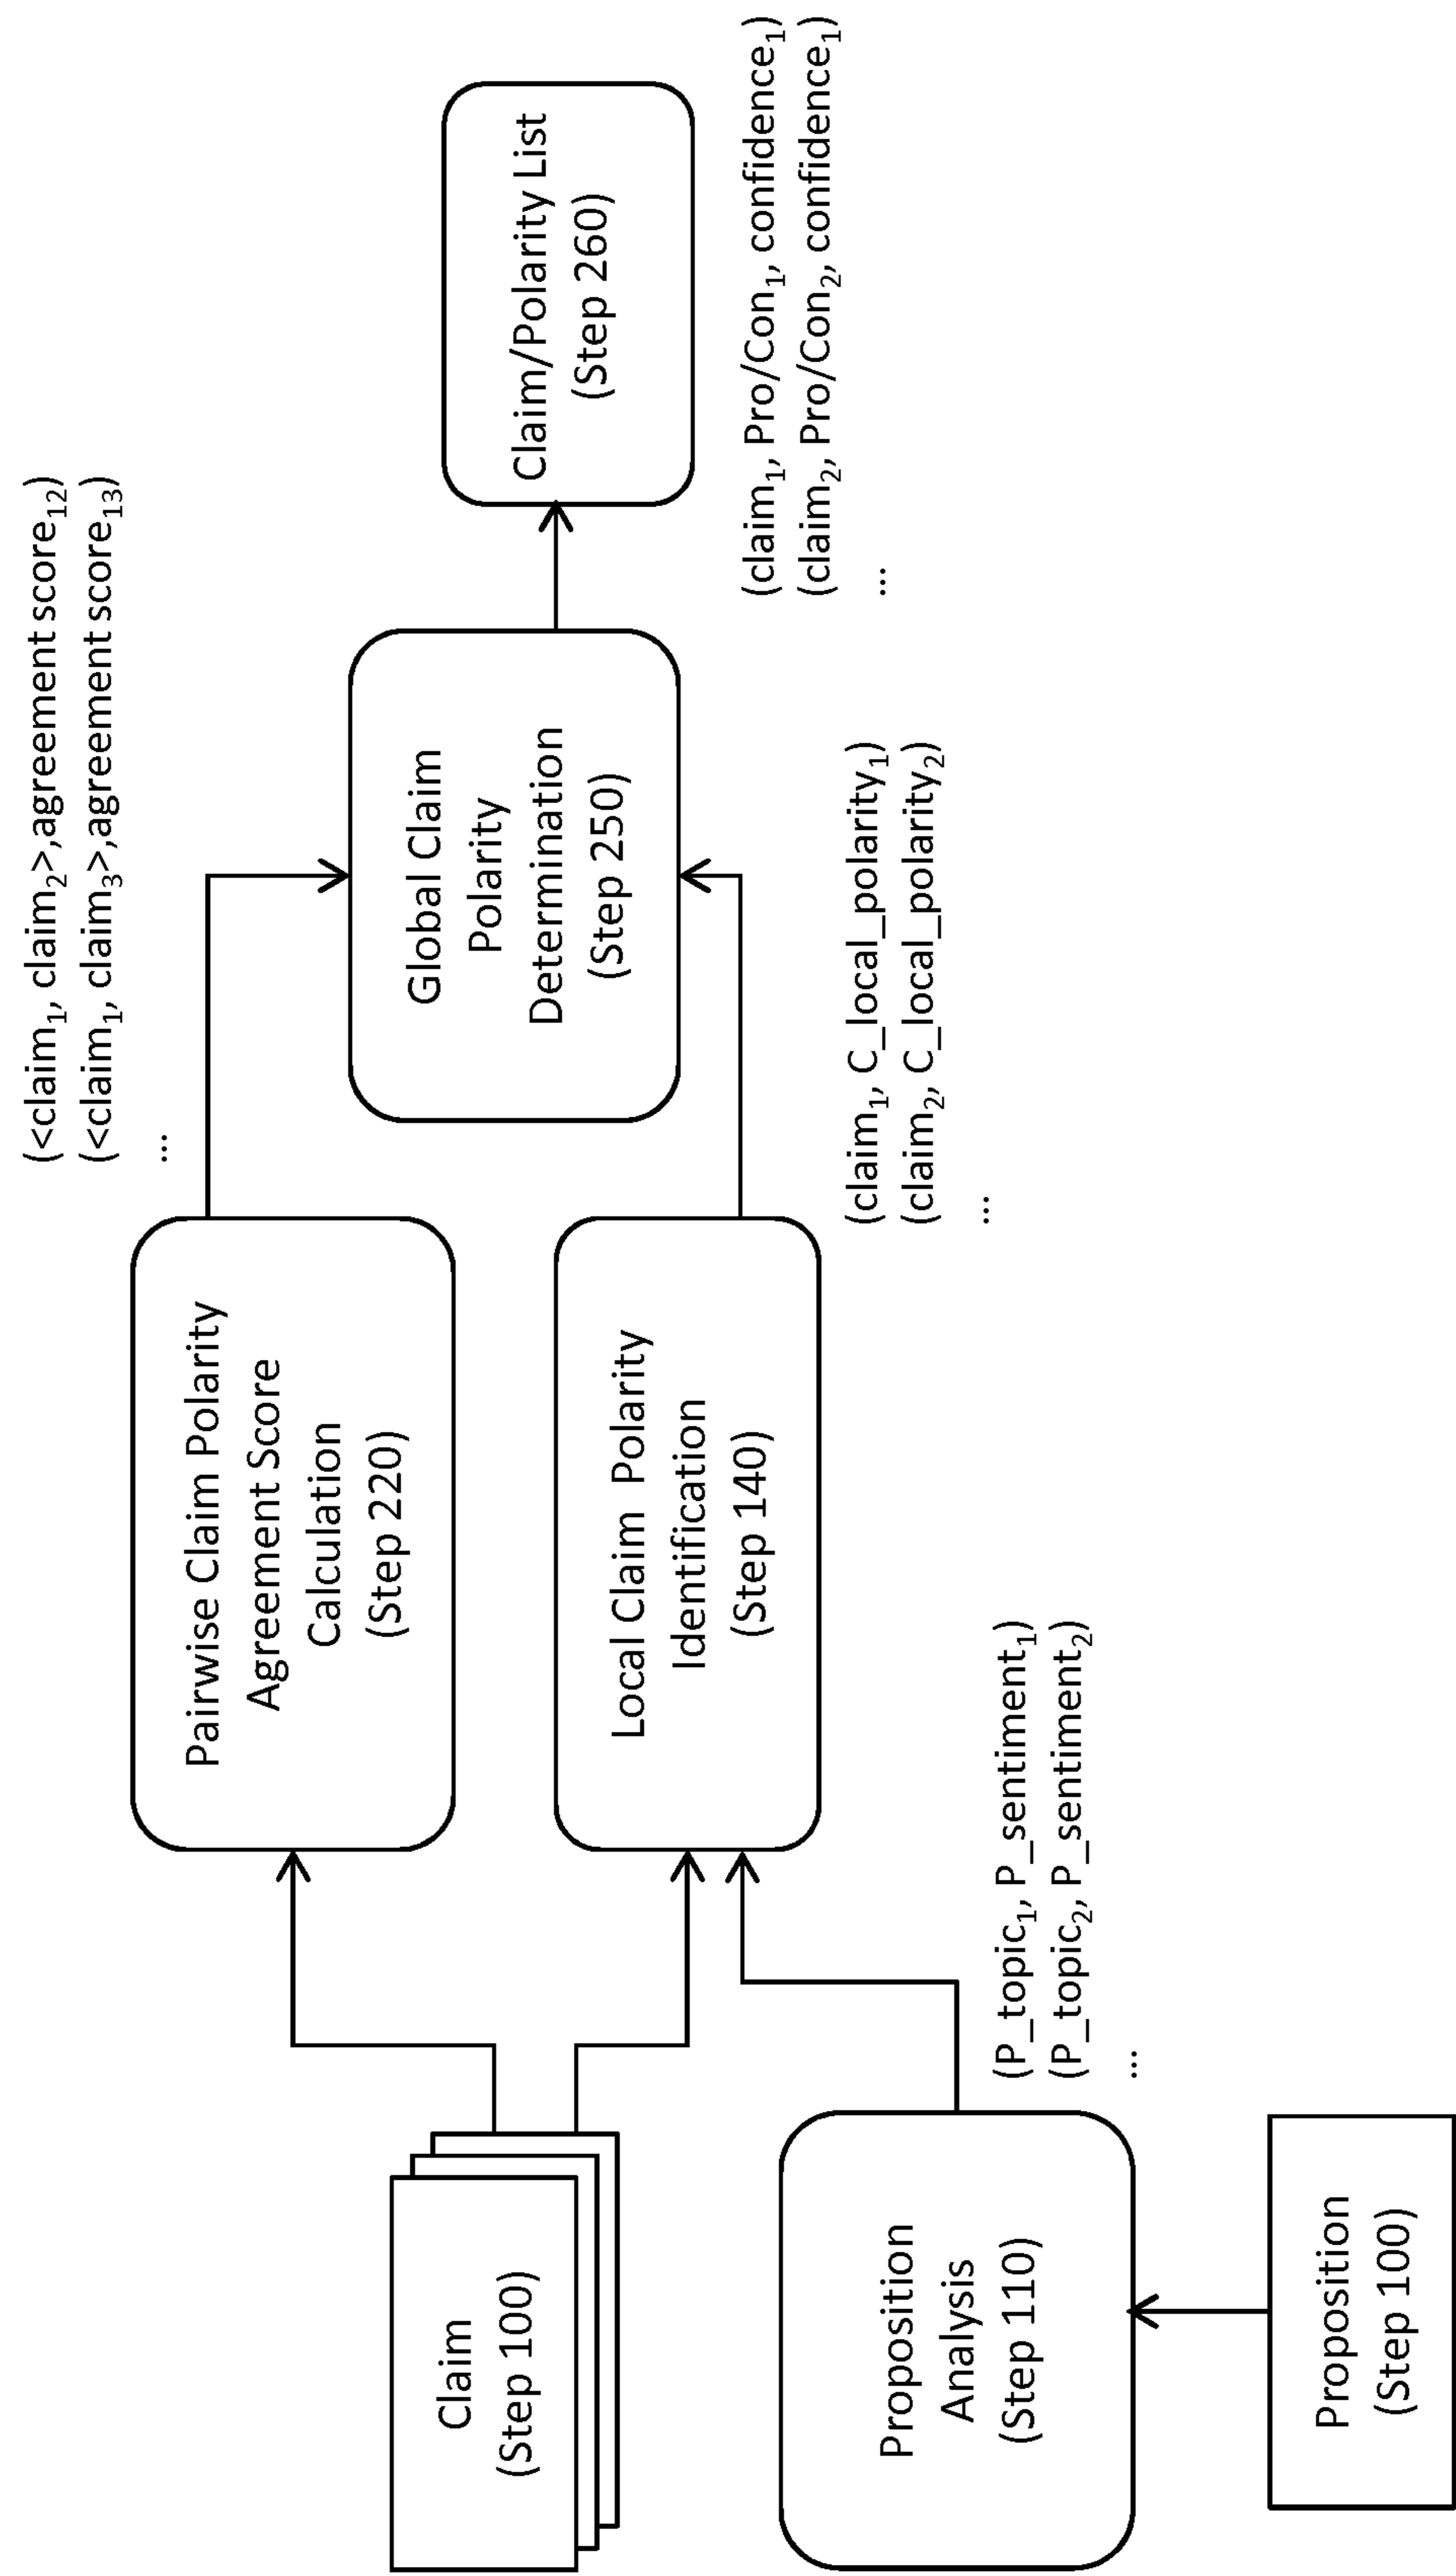 Claim
(Step 100)
Proposition
Analysis
(Step 110)
Proposition
(Step 100)
(P_topic₁, P_sentiment₁)
(P_topic₂, P_sentiment₂)
...
Pairwise Claim Polarity
Agreement Score
Calculation
(Step 220)
Local Claim Polarity
Identification
(Step 140)
(<claim₁, claim₂>,agreement score₁₂)
(<claim₁, claim₃>,agreement score₁₃)
...
(claim₁, C_local_polarity₁)
(claim₂, C_local_polarity₂)
...
Global Claim
Polarity
Determination
(Step 250)
Claim/Polarity List
(Step 260)
(claim₁, Pro/Con₁, confidence₁)
(claim₂, Pro/Con₂, confidence₁)
...